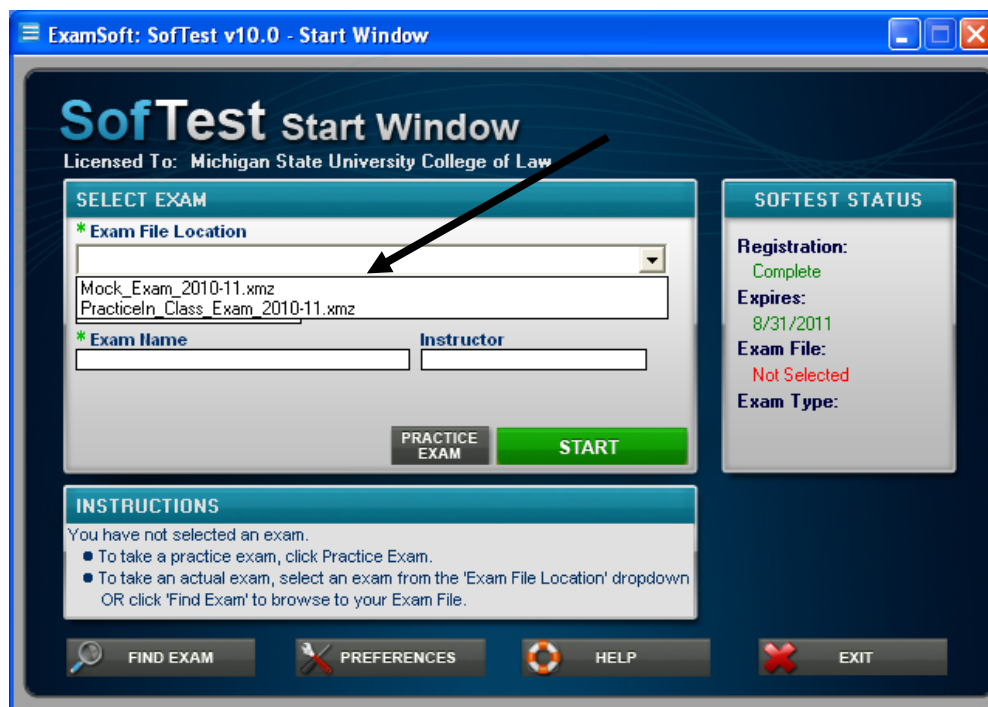 ExamSoft: SofTest v10.0 - Start Window
SofTest Start Window
Licensed To: Michigan State University College of Law
SELECT EXAM
* Exam File Location
Mock_Exam_2010-11.xmz
PracticeIn_Class_Exam_2010-11.xmz
* Exam Name Instructor
PRACTICE EXAM
START
SOFTEST STATUS
Registration:
Complete
Expires:
8/31/2011
Exam File:
Not Selected
Exam Type:
INSTRUCTIONS
You have not selected an exam.
● To take a practice exam, click Practice Exam.
● To take an actual exam, select an exam from the 'Exam File Location' dropdown
OR click 'Find Exam' to browse to your Exam File.
FIND EXAM PREFERENCES HELP EXIT